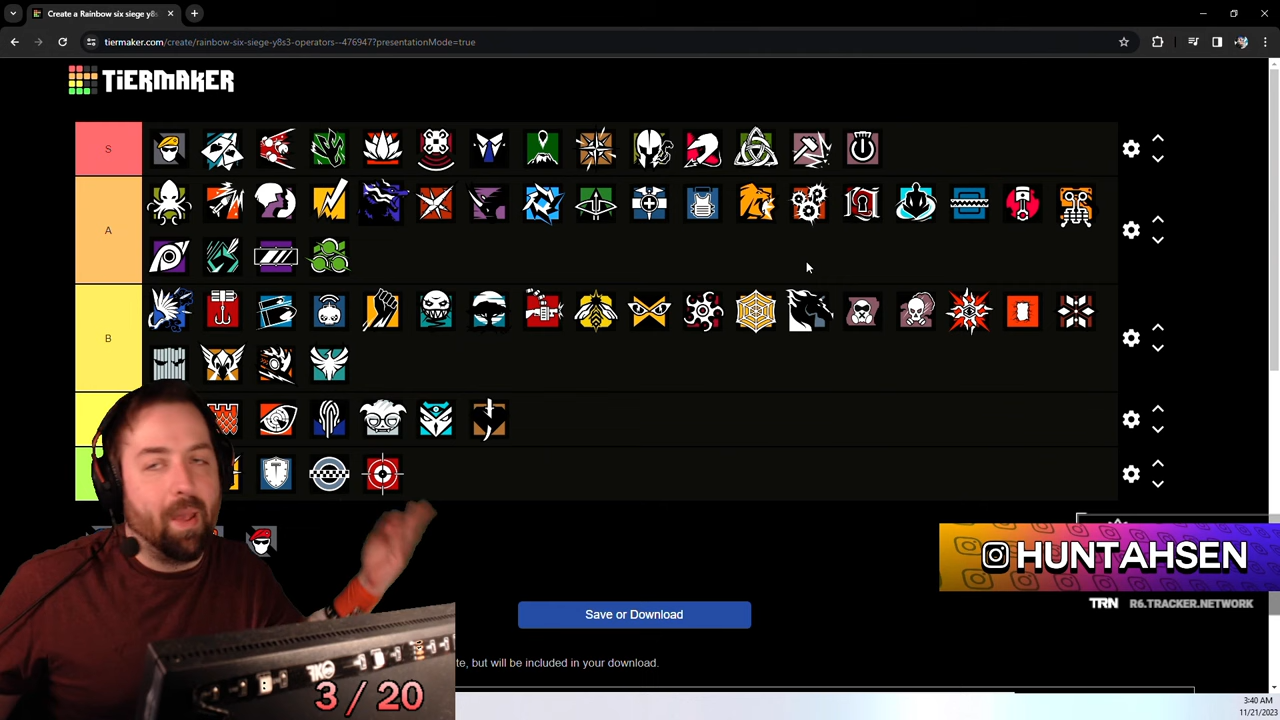 Create a Rainbow six siege y8s
tiermaker.com/create/rainbow-six-siege-y8s3-operators--476947?presentationMode=true
TiERMAKER
S
A
B
HUNTAHSEN
TRN R6.TRACKER.NETWORK
Save or Download
te, but will be included in your download.
3 / 20
3:40 AM
11/21/2023